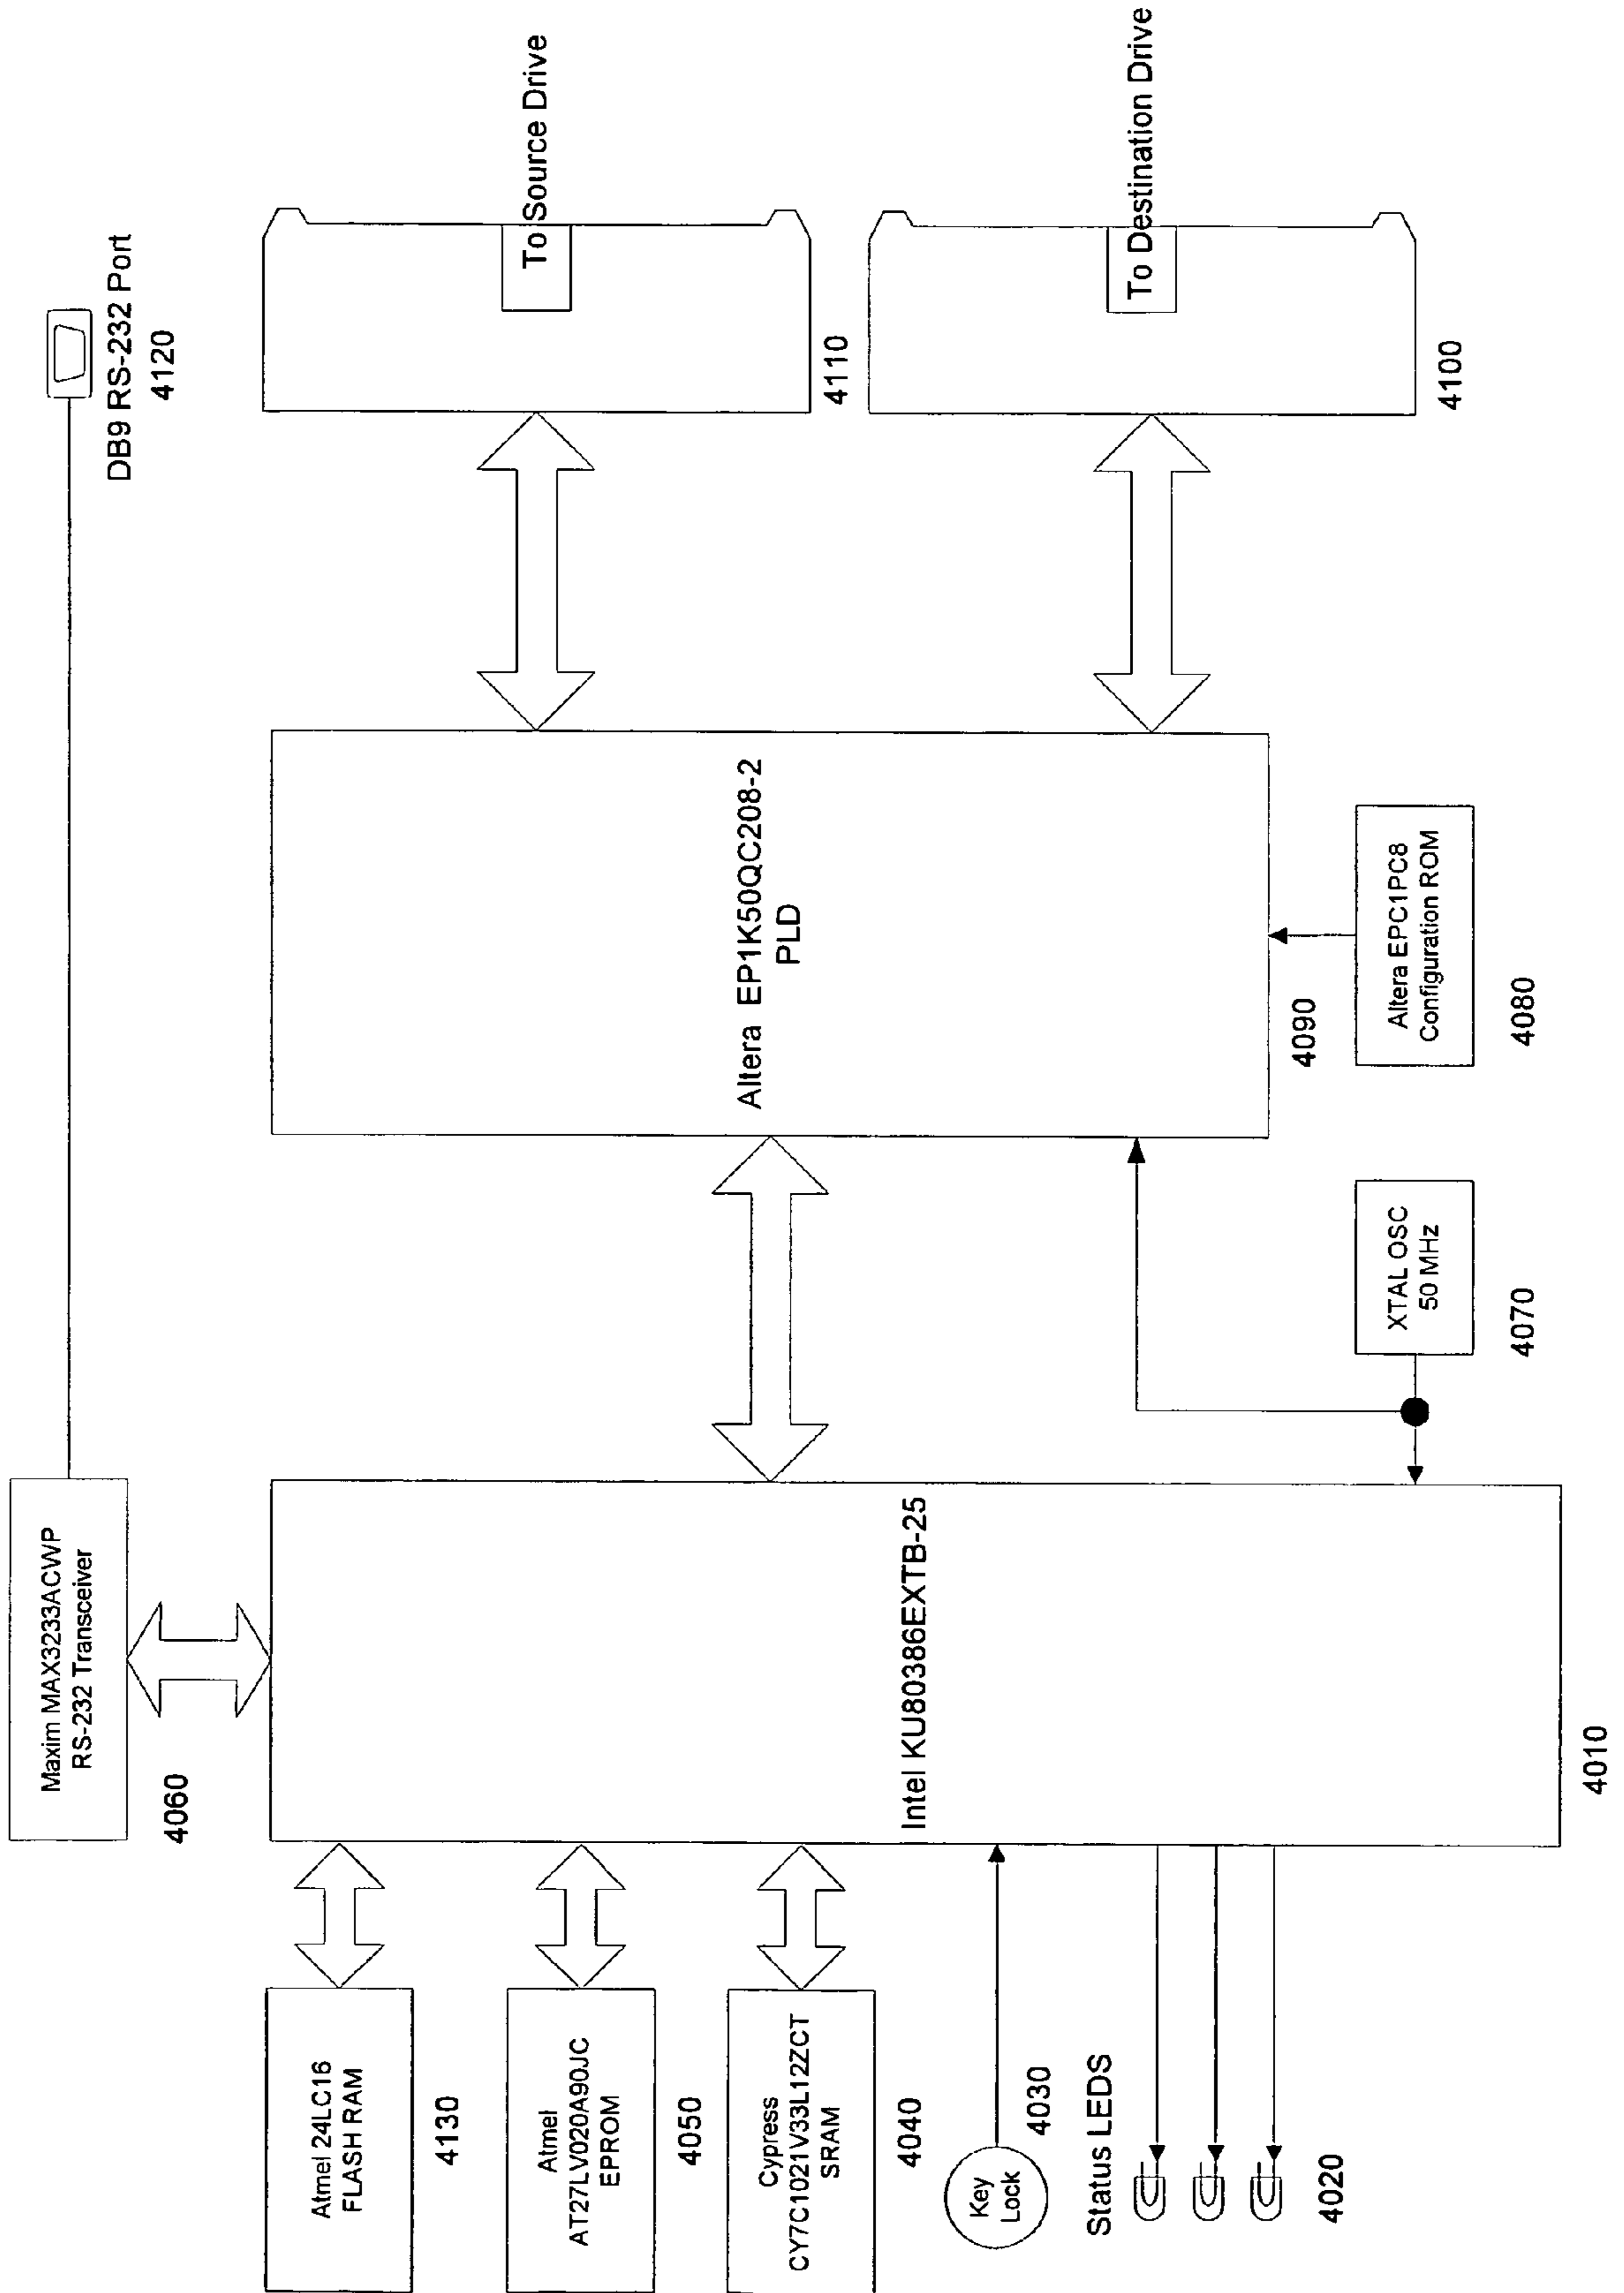 Maxim MAX3233ACWP
RS-232 Transceiver
4060
DB9 RS-232 Port
4120
Atmel 24LC16
FLASH RAM
4130
Atmel
AT27LV020A90JC
EPROM
4050
Cypress
CY7C1021V33L12ZCT
SRAM
4040
Key
Lock
4030
Status LEDS
4020
Intel KU80386EXTB-25
4010
XTAL OSC
50 MHz
4070
Altera EP1K50QC208-2
PLD
4090
Altera EPC1PC8
Configuration ROM
4080
To Source Drive
4110
To Destination Drive
4100